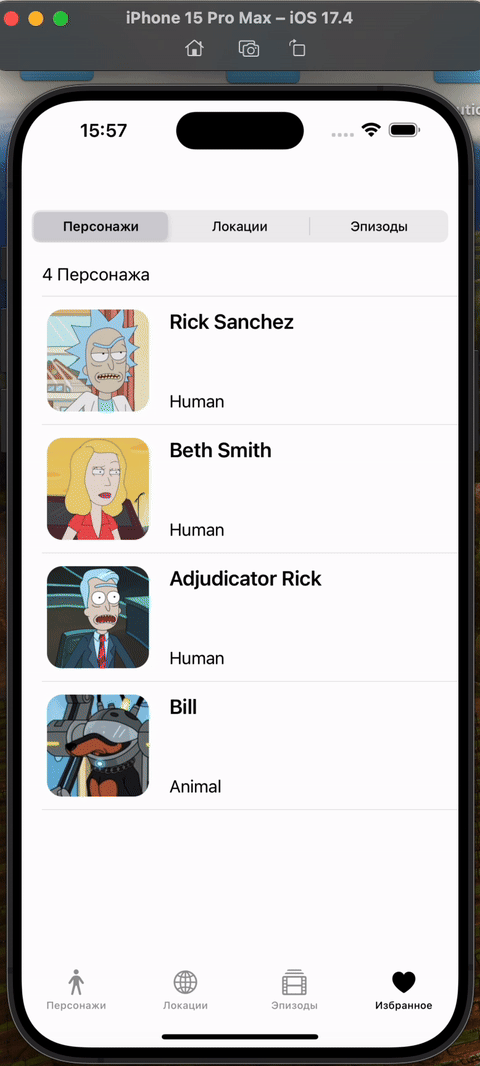 iPhone 15 Pro Max – iOS 17.4
15:57
Персонажи Локации Эпизоды
4 Персонажа
Rick Sanchez
Human
Beth Smith
Human
Adjudicator Rick
Human
Bill
Animal
Персонажи Локации Эпизоды Избранное